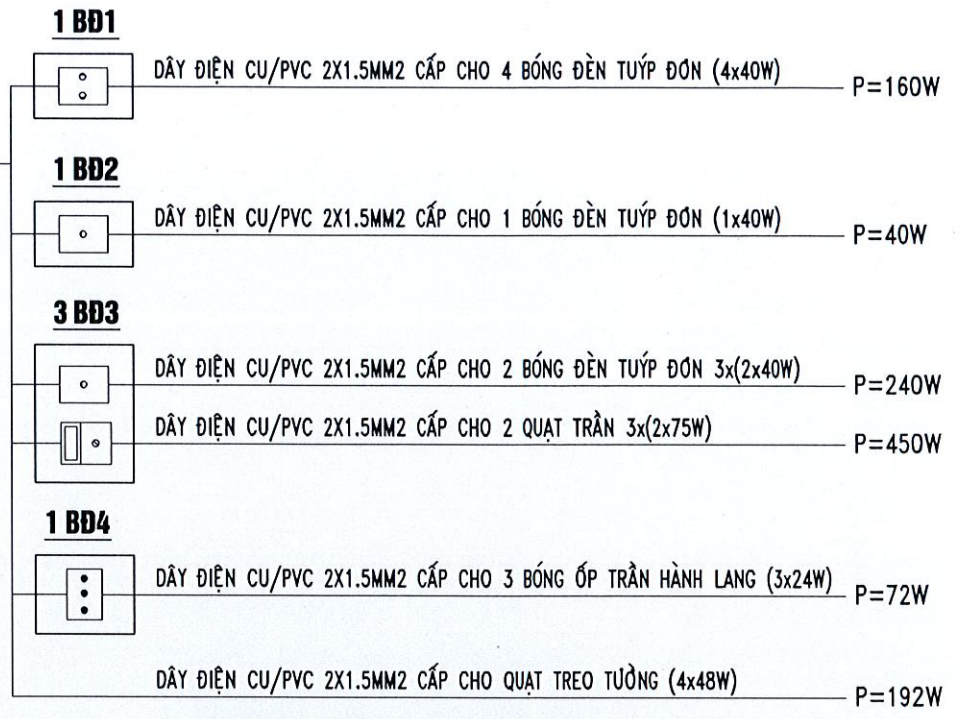 1 BĐ1
DÂY ĐIỆN CU/PVC 2X1.5MM2 CẤP CHO 4 BÓNG ĐÈN TUÝP ĐƠN (4x40W)
P=160W
1 BĐ2
DÂY ĐIỆN CU/PVC 2X1.5MM2 CẤP CHO 1 BÓNG ĐÈN TUÝP ĐƠN (1x40W)
P=40W
3 BĐ3
DÂY ĐIỆN CU/PVC 2X1.5MM2 CẤP CHO 2 BÓNG ĐÈN TUÝP ĐƠN 3x(2x40W)
P=240W
DÂY ĐIỆN CU/PVC 2X1.5MM2 CẤP CHO 2 QUẠT TRẦN 3x(2x75W)
P=450W
1 BĐ4
DÂY ĐIỆN CU/PVC 2X1.5MM2 CẤP CHO 3 BÓNG ỐP TRẦN HÀNH LANG (3x24W)
P=72W
DÂY ĐIỆN CU/PVC 2X1.5MM2 CẤP CHO QUẠT TREO TƯỜNG (4x48W)
P=192W